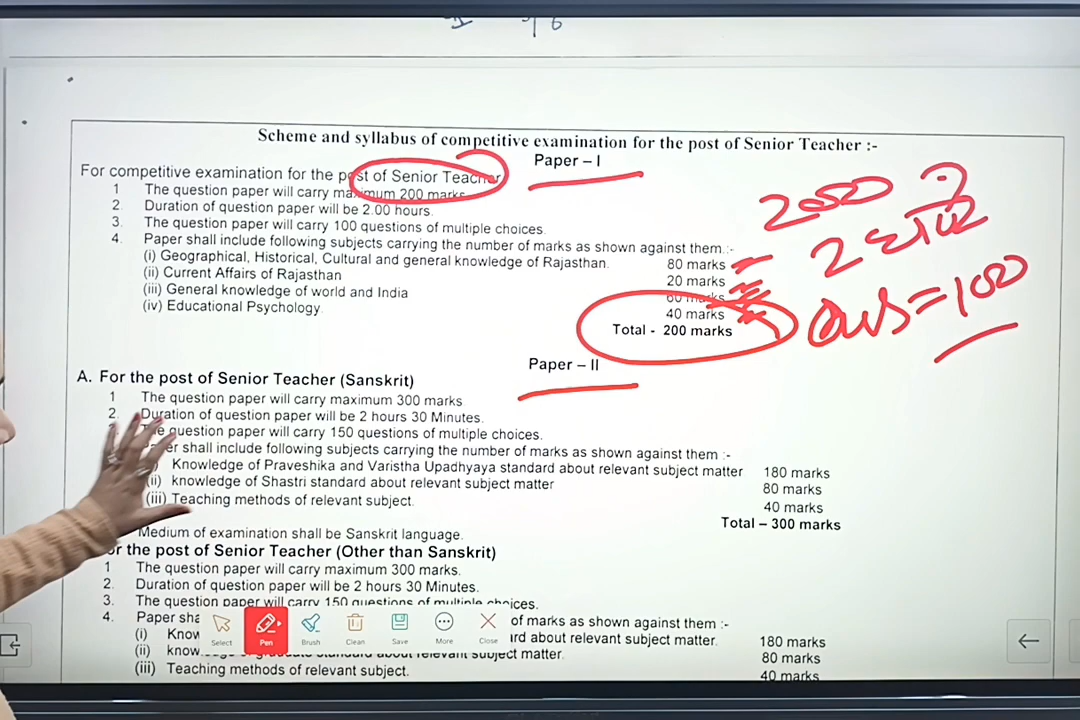 Scheme and syllabus of competitive examination for the post of Senior Teacher :-
Paper – I
For competitive examination for the post of Senior Teacher
1 The question paper will carry maximum 200 marks
2. Duration of question paper will be 2.00 hours.
3. The question paper will carry 100 questions of multiple choices.
4. Paper shall include following subjects carrying the number of marks as shown against them.:-
(i) Geographical, Historical, Cultural and general knowledge of Rajasthan. 80 marks
(ii) Current Affairs of Rajasthan 20 marks
(iii) General knowledge of world and India 60 marks
(iv) Educational Psychology 40 marks
Total - 200 marks
Paper – II
A. For the post of Senior Teacher (Sanskrit)
1 The question paper will carry maximum 300 marks
2. Duration of question paper will be 2 hours 30 Minutes.
The question paper will carry 150 questions of multiple choices.
shall include following subjects carrying the number of marks as shown against them :-
Knowledge of Praveshika and Varistha Upadhyaya standard about relevant subject matter 180 marks
(ii) knowledge of Shastri standard about relevant subject matter 80 marks
(iii) Teaching methods of relevant subject. 40 marks
Total – 300 marks
Medium of examination shall be Sanskrit language.
the post of Senior Teacher (Other than Sanskrit)
1 The question paper will carry maximum 300 marks.
2. Duration of question paper will be 2 hours 30 Minutes.
3. The question paper will carry 150 questions of multiple choices.
4. Paper of marks as shown against them :-
(i) about relevant subject matter. 180 marks
(ii) standard about relevant subject matter. 80 marks
(iii) Teaching methods of relevant subject. 40 marks
Select Pen Brush Clean Save More Close